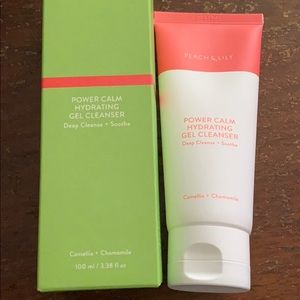 POWER CALM
HYDRATING
GEL CLEANSER
Deep Cleanse + Soothe
Camellia + Chamomile
100 ml / 3.38 fl oz
PEACH & LILY
POWER CALM
HYDRATING
GEL CLEANSER
Deep Cleanse + Soothe
Camellia + Chamomile